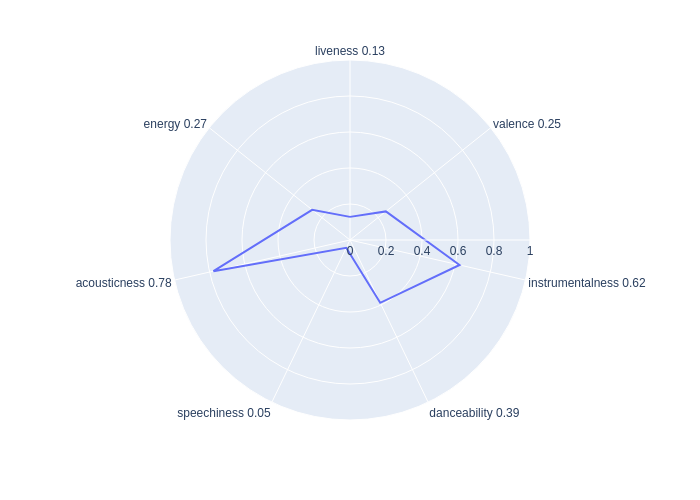 liveness 0.13
energy 0.27
valence 0.25
0 0.2 0.4 0.6 0.8 1
acousticness 0.78
instrumentalness 0.62
speechiness 0.05
danceability 0.39